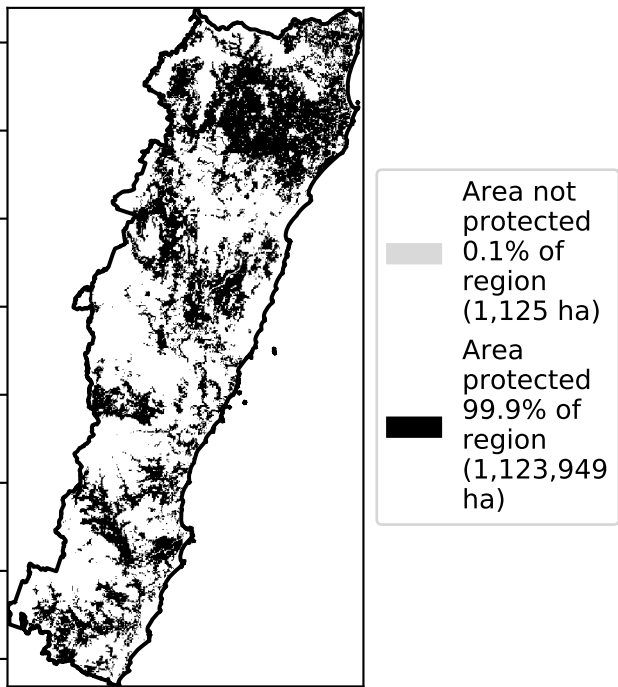 Area not
protected
0.1% of
region
(1,125 ha)
Area
protected
99.9% of
region
(1,123,949
ha)